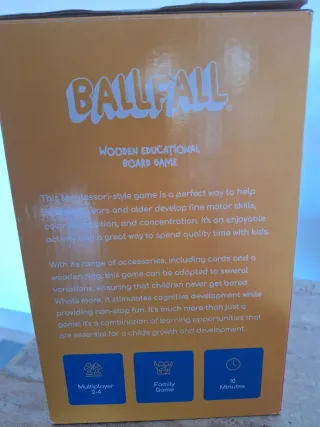 BALLFALL
WOODEN EDUCATIONAL
BOARD GAME
This Montessori-style game is a perfect way to help
and older develop fine motor skills,
and concentration. It's an enjoyable
activity and a great way to spend quality time with kids.
With its range of accessories, including cards and a
wooden this game can be adapted to several
variations, ensuring that children never get bored.
What's more, it stimulates cognitive development while
providing non-stop fun. It's much more than just a
game: it's a combination of learning opportunities that
are essential for a child's growth and development.
Multiplayer
2-4
Family
Game
10
Minutes